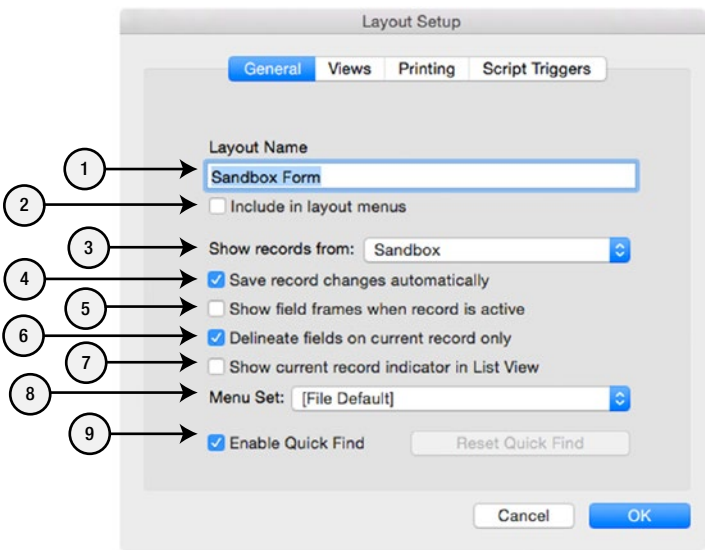 Layout Setup
General Views Printing Script Triggers
Layout Name
1 Sandbox Form
2 Include in layout menus
3 Show records from: Sandbox
4 Save record changes automatically
5 Show field frames when record is active
6 Delineate fields on current record only
7 Show current record indicator in List View
8 Menu Set: [File Default]
9 Enable Quick Find Reset Quick Find
Cancel OK